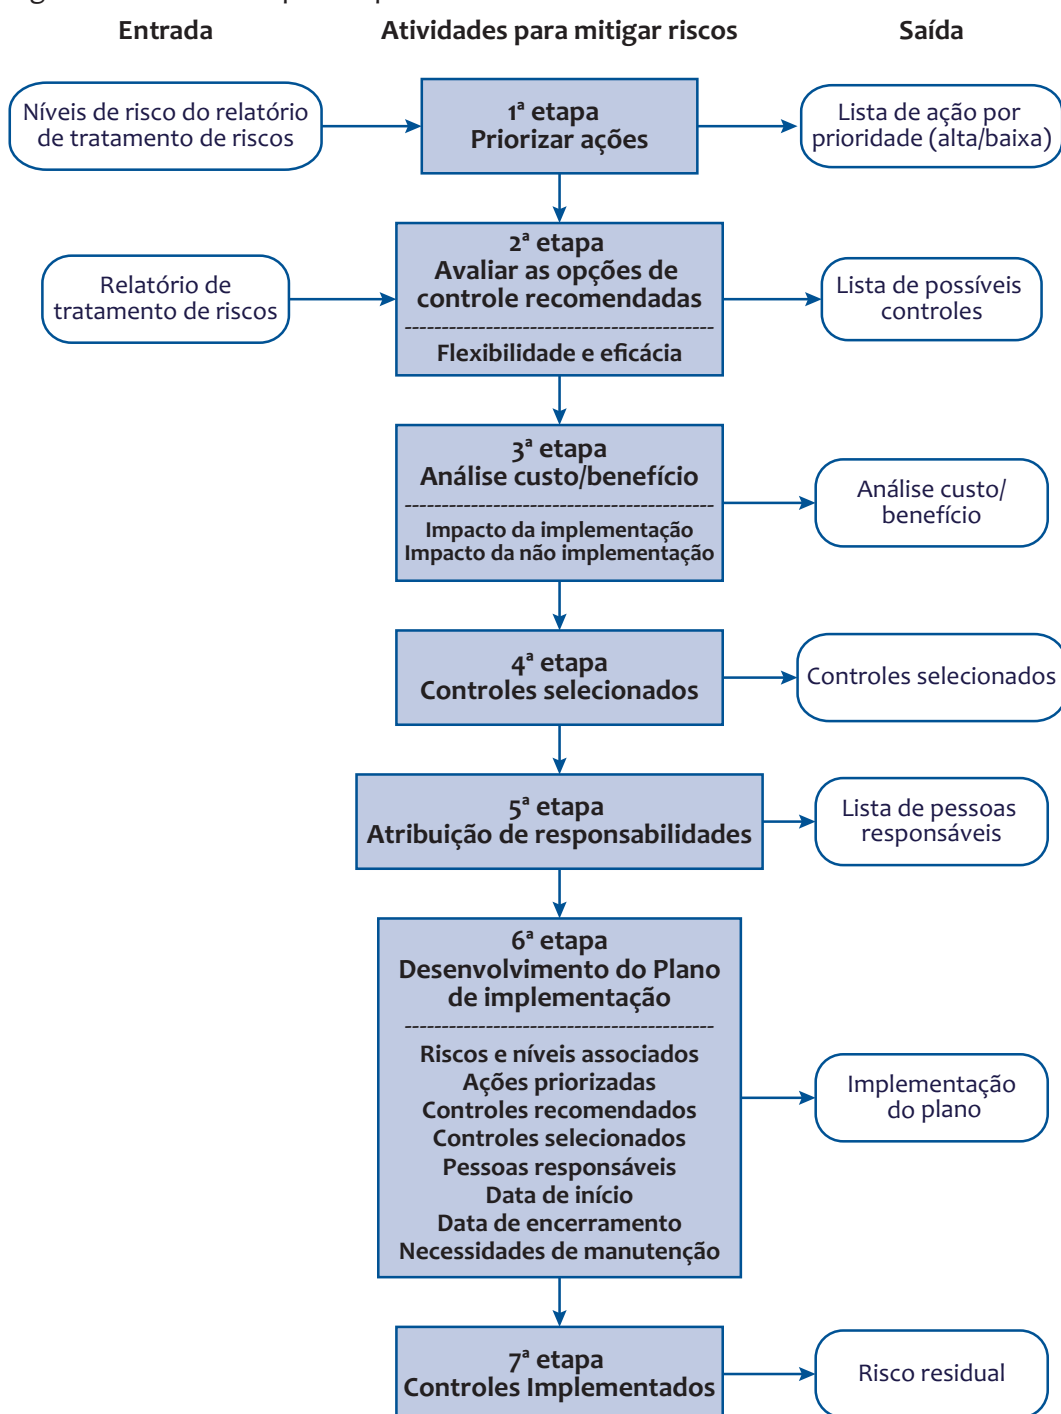 Entrada
Atividades para mitigar riscos
Saída
Níveis de risco do relatório
de tratamento de riscos
1ª etapa
Priorizar ações
Lista de ação por
prioridade (alta/baixa)
Relatório de
tratamento de riscos
2ª etapa
Avaliar as opções de
controle recomendadas
Flexibilidade e eficácia
Lista de possíveis
controles
3ª etapa
Análise custo/benefício
Impacto da implementação
Impacto da não implementação
Análise custo/
benefício
4ª etapa
Controles selecionados
Controles selecionados
5ª etapa
Atribuição de responsabilidades
Lista de pessoas
responsáveis
6ª etapa
Desenvolvimento do Plano
de implementação
Riscos e níveis associados
Ações priorizadas
Controles recomendados
Controles selecionados
Pessoas responsáveis
Data de início
Data de encerramento
Necessidades de manutenção
Implementação
do plano
7ª etapa
Controles Implementados
Risco residual